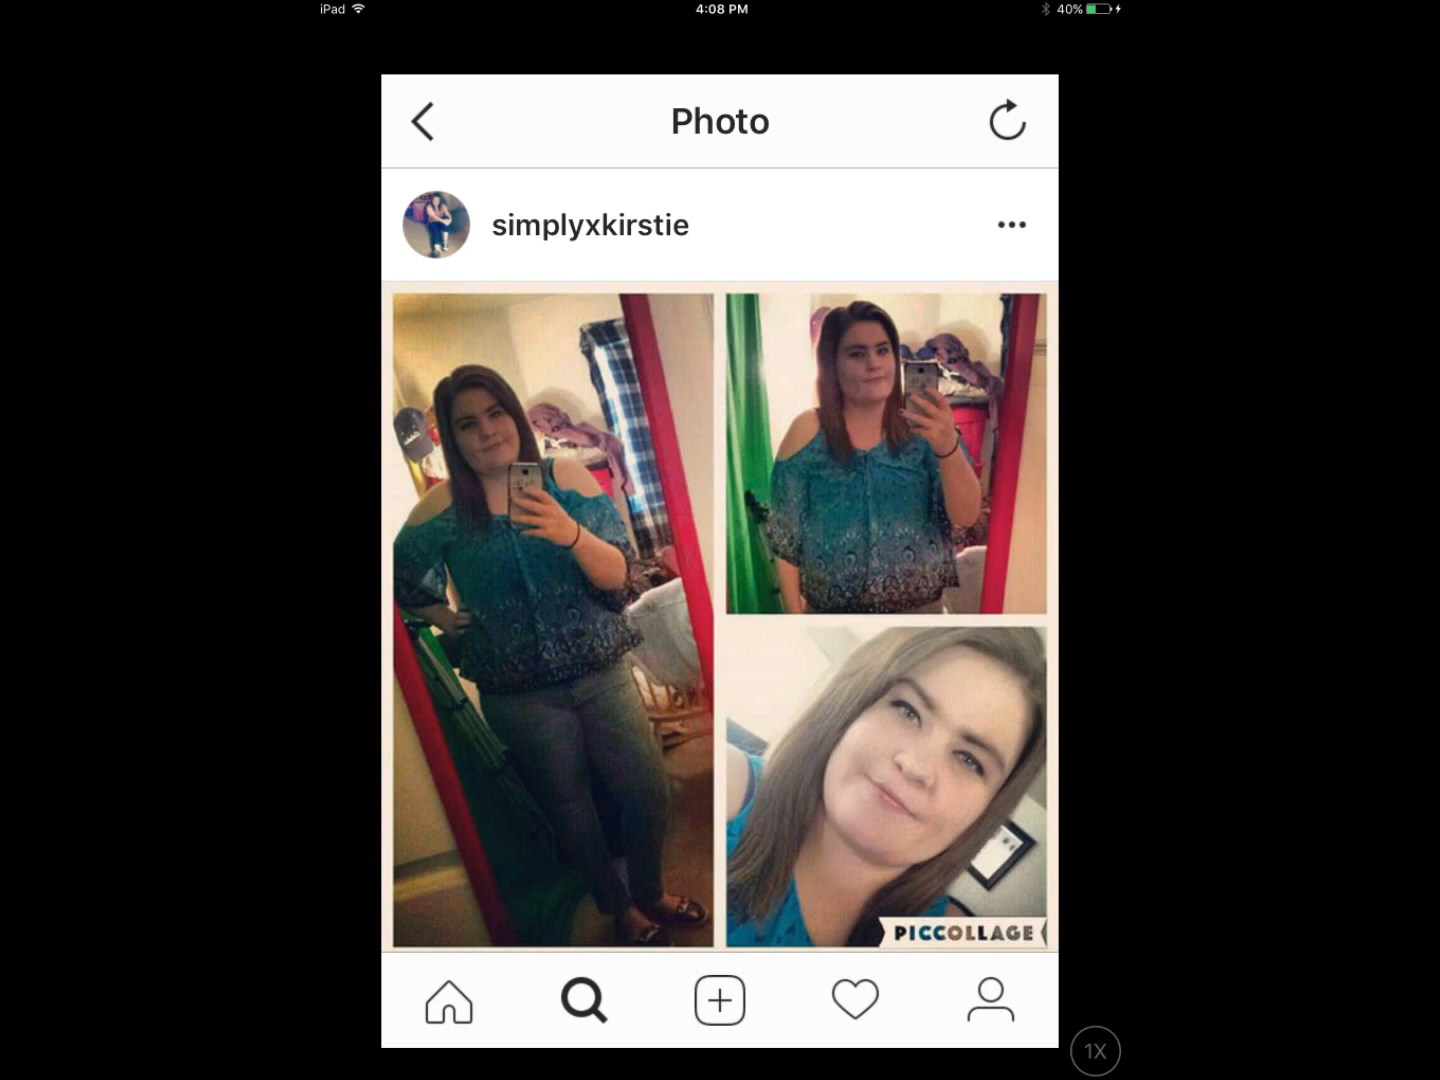 iPad
4:08 PM
40%
Photo
simplyxkirstie
PICCOLLAGE
1X